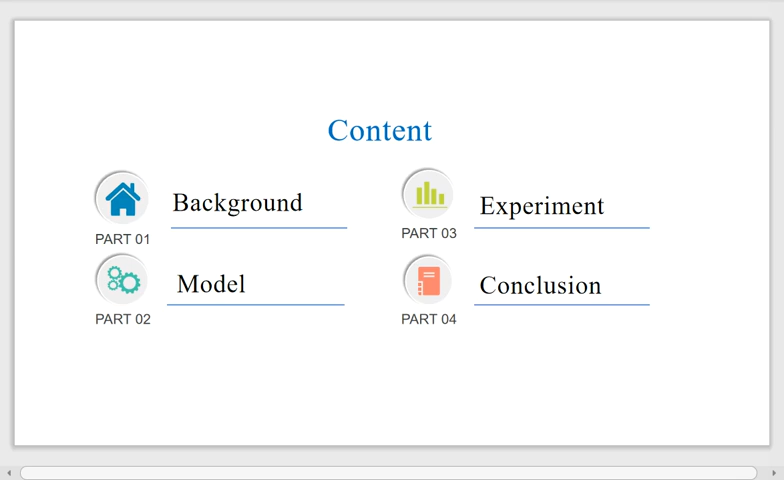 Content
Background
PART 01
Model
PART 02
Experiment
PART 03
Conclusion
PART 04